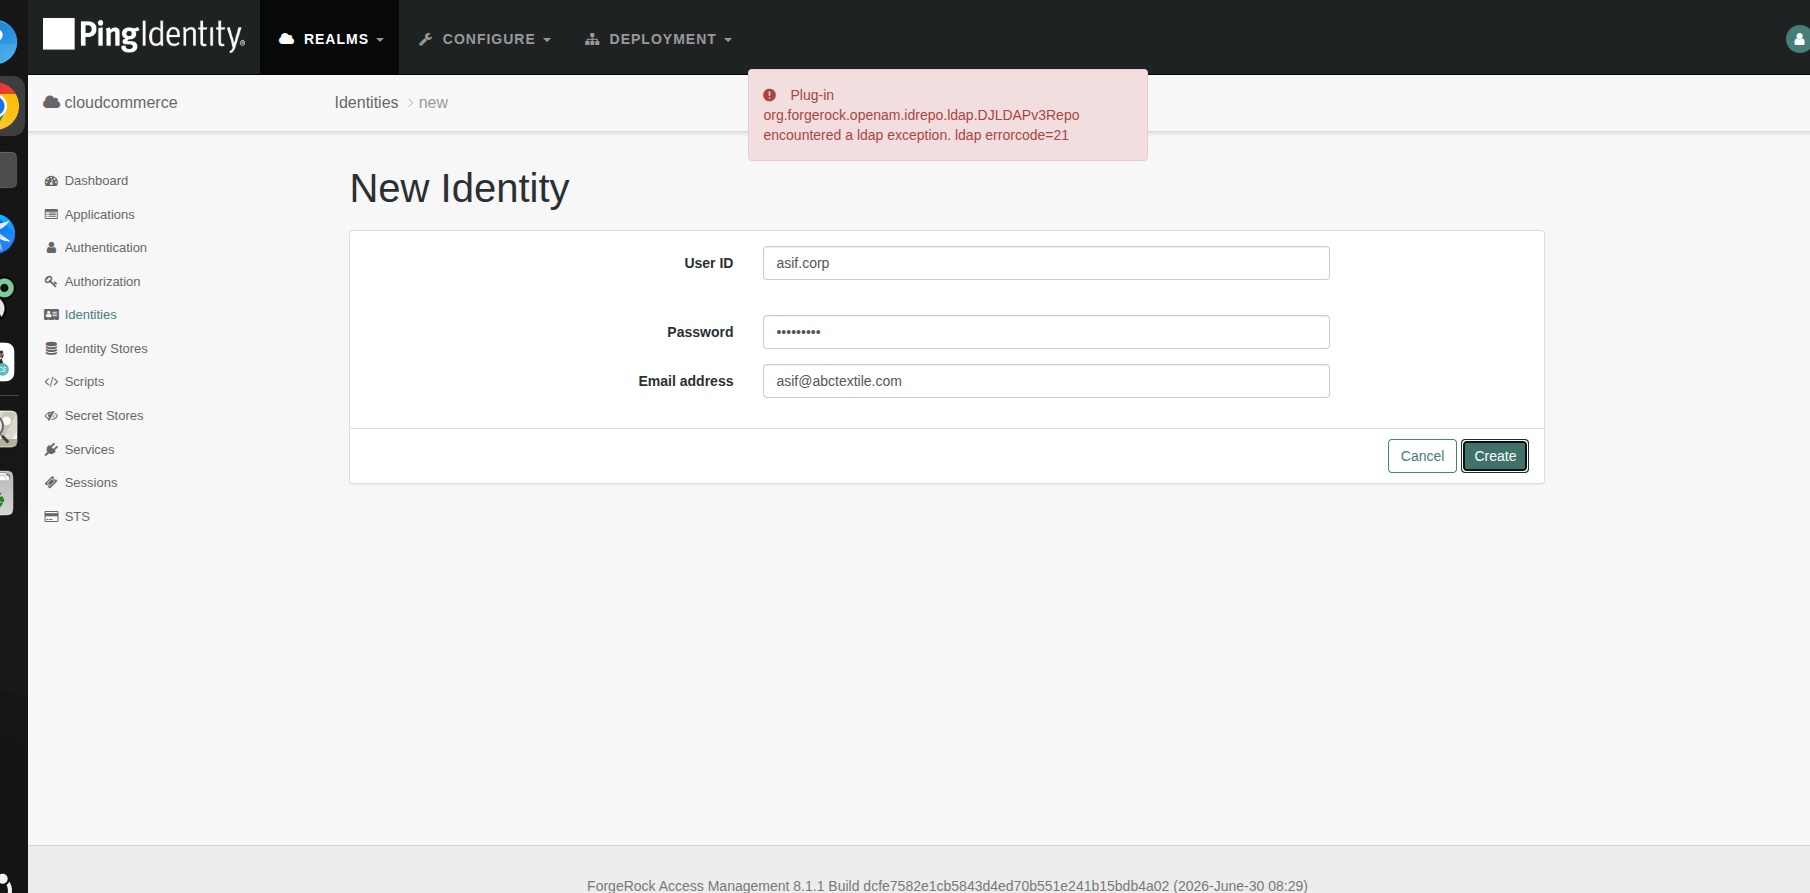 PingIdentity®
REALMS CONFIGURE DEPLOYMENT
Plug-in
org.forgerock.openam.idrepo.ldap.DJLDAPv3Repo
encountered a ldap exception. ldap errorcode=21
cloudcommerce
Identities > new
Dashboard
Applications
Authentication
Authorization
Identities
Identity Stores
Scripts
Secret Stores
Services
Sessions
STS
New Identity
User ID asif.corp
Password •••••••••
Email address asif@abctextile.com
Cancel Create
ForgeRock Access Management 8.1.1 Build dcfe7582e1cb5843d4ed70b551e241b15bdb4a02 (2026-June-30 08:29)